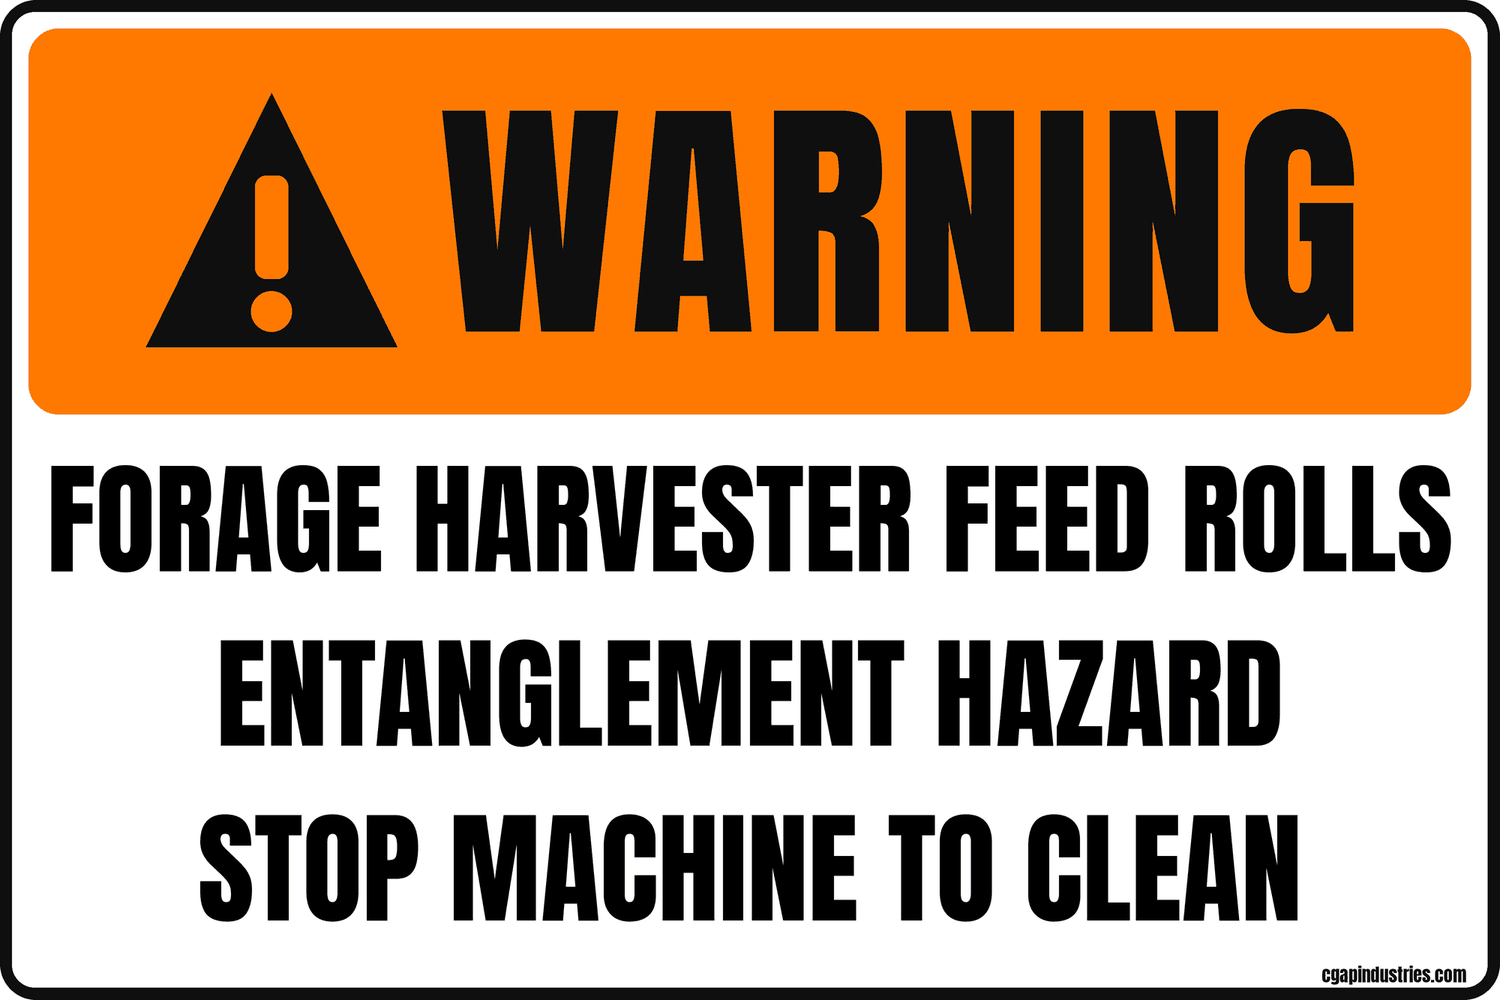 WARNING
FORAGE HARVESTER FEED ROLLS
ENTANGLEMENT HAZARD
STOP MACHINE TO CLEAN
cgapindustries.com